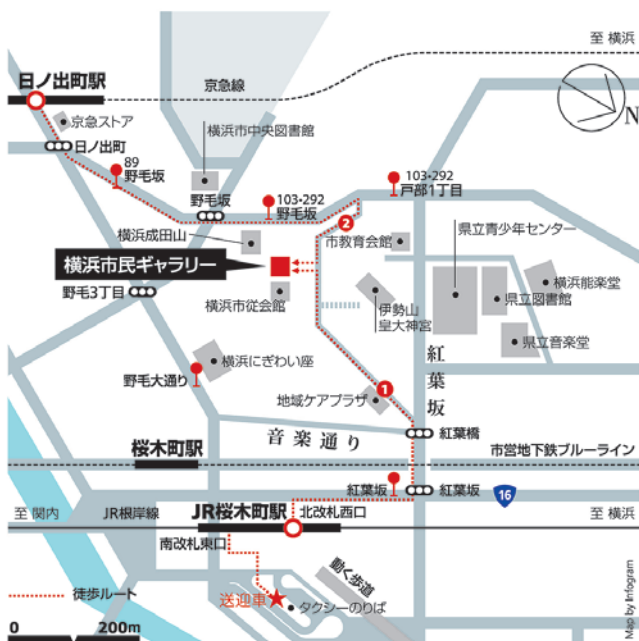 至 横浜
日ノ出町駅
京急線
N
京急ストア
横浜市中央図書館
日ノ出町
89
野毛坂
野毛坂
103・292
野毛坂
103・292
戸部1丁目
2
横浜成田山
市教育会館
県立青少年センター
横浜市民ギャラリー
野毛3丁目
横浜市従会館
伊勢山
皇大神宮
横浜能楽堂
県立図書館
県立音楽堂
紅葉坂
横浜にぎわい座
野毛大通り
1
地域ケアプラザ
音楽通り
紅葉橋
桜木町駅
市営地下鉄ブルーライン
紅葉坂
紅葉坂
16
至 関内
JR根岸線
JR桜木町駅
北改札西口
至 横浜
南改札東口
動く歩道
徒歩ルート
送迎車
タクシーのりば
0
200m
Map by Infogram